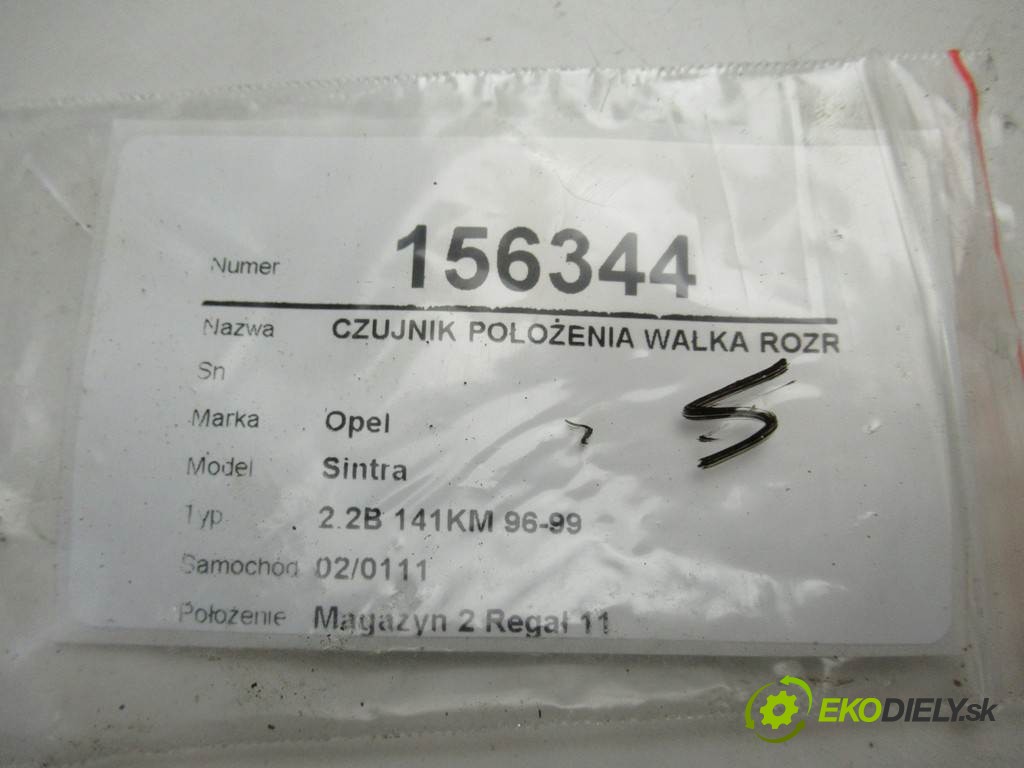 Numer 156344
Nazwa CZUJNIK POŁOŻENIA WAŁKA ROZR
Sn
Marka Opel
Model Sintra
Typ 2.2B 141KM 96-99
Samochód 02/0111
Położenie Magazyn 2 Regał 11
S
EKODIELY.sk